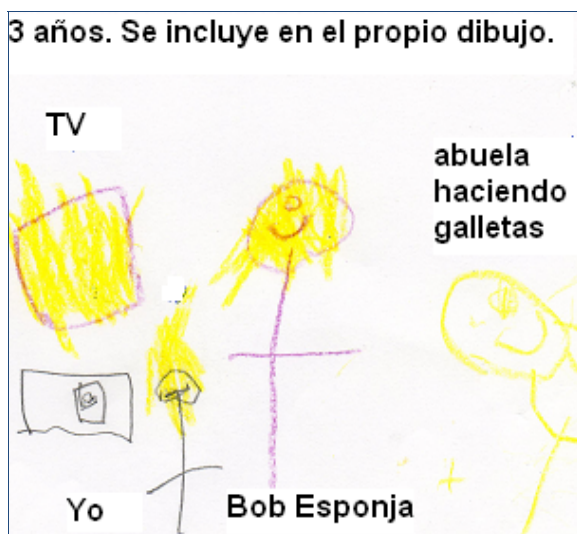 3 años. Se incluye en el propio dibujo.
TV
abuela
haciendo
galletas
Yo
Bob Esponja